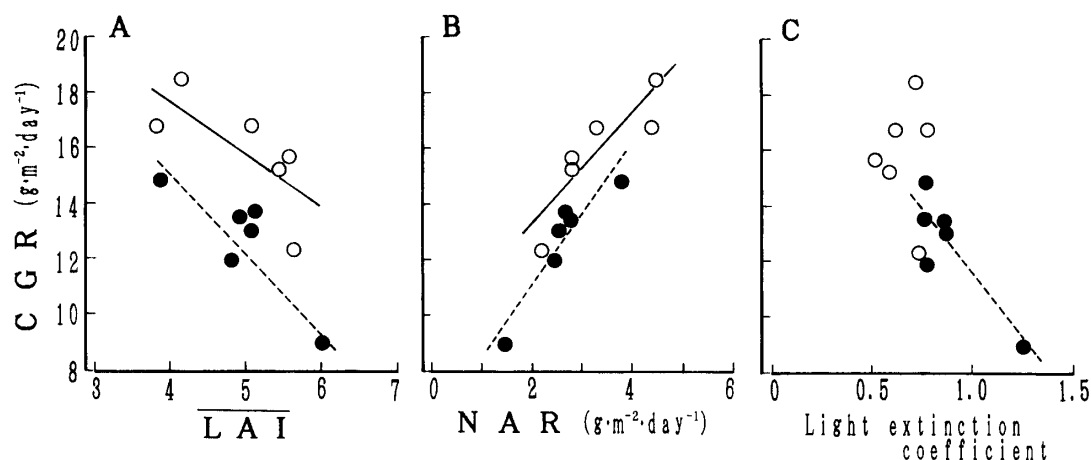 A
B
C
20
18
16
14
12
10
8
C G R (g·m⁻²·day⁻¹)
3 4 5 6 7
0 2 4 6
0 0.5 1.0 1.5
L A I
N A R (g·m⁻²·day⁻¹)
Light extinction
coefficient